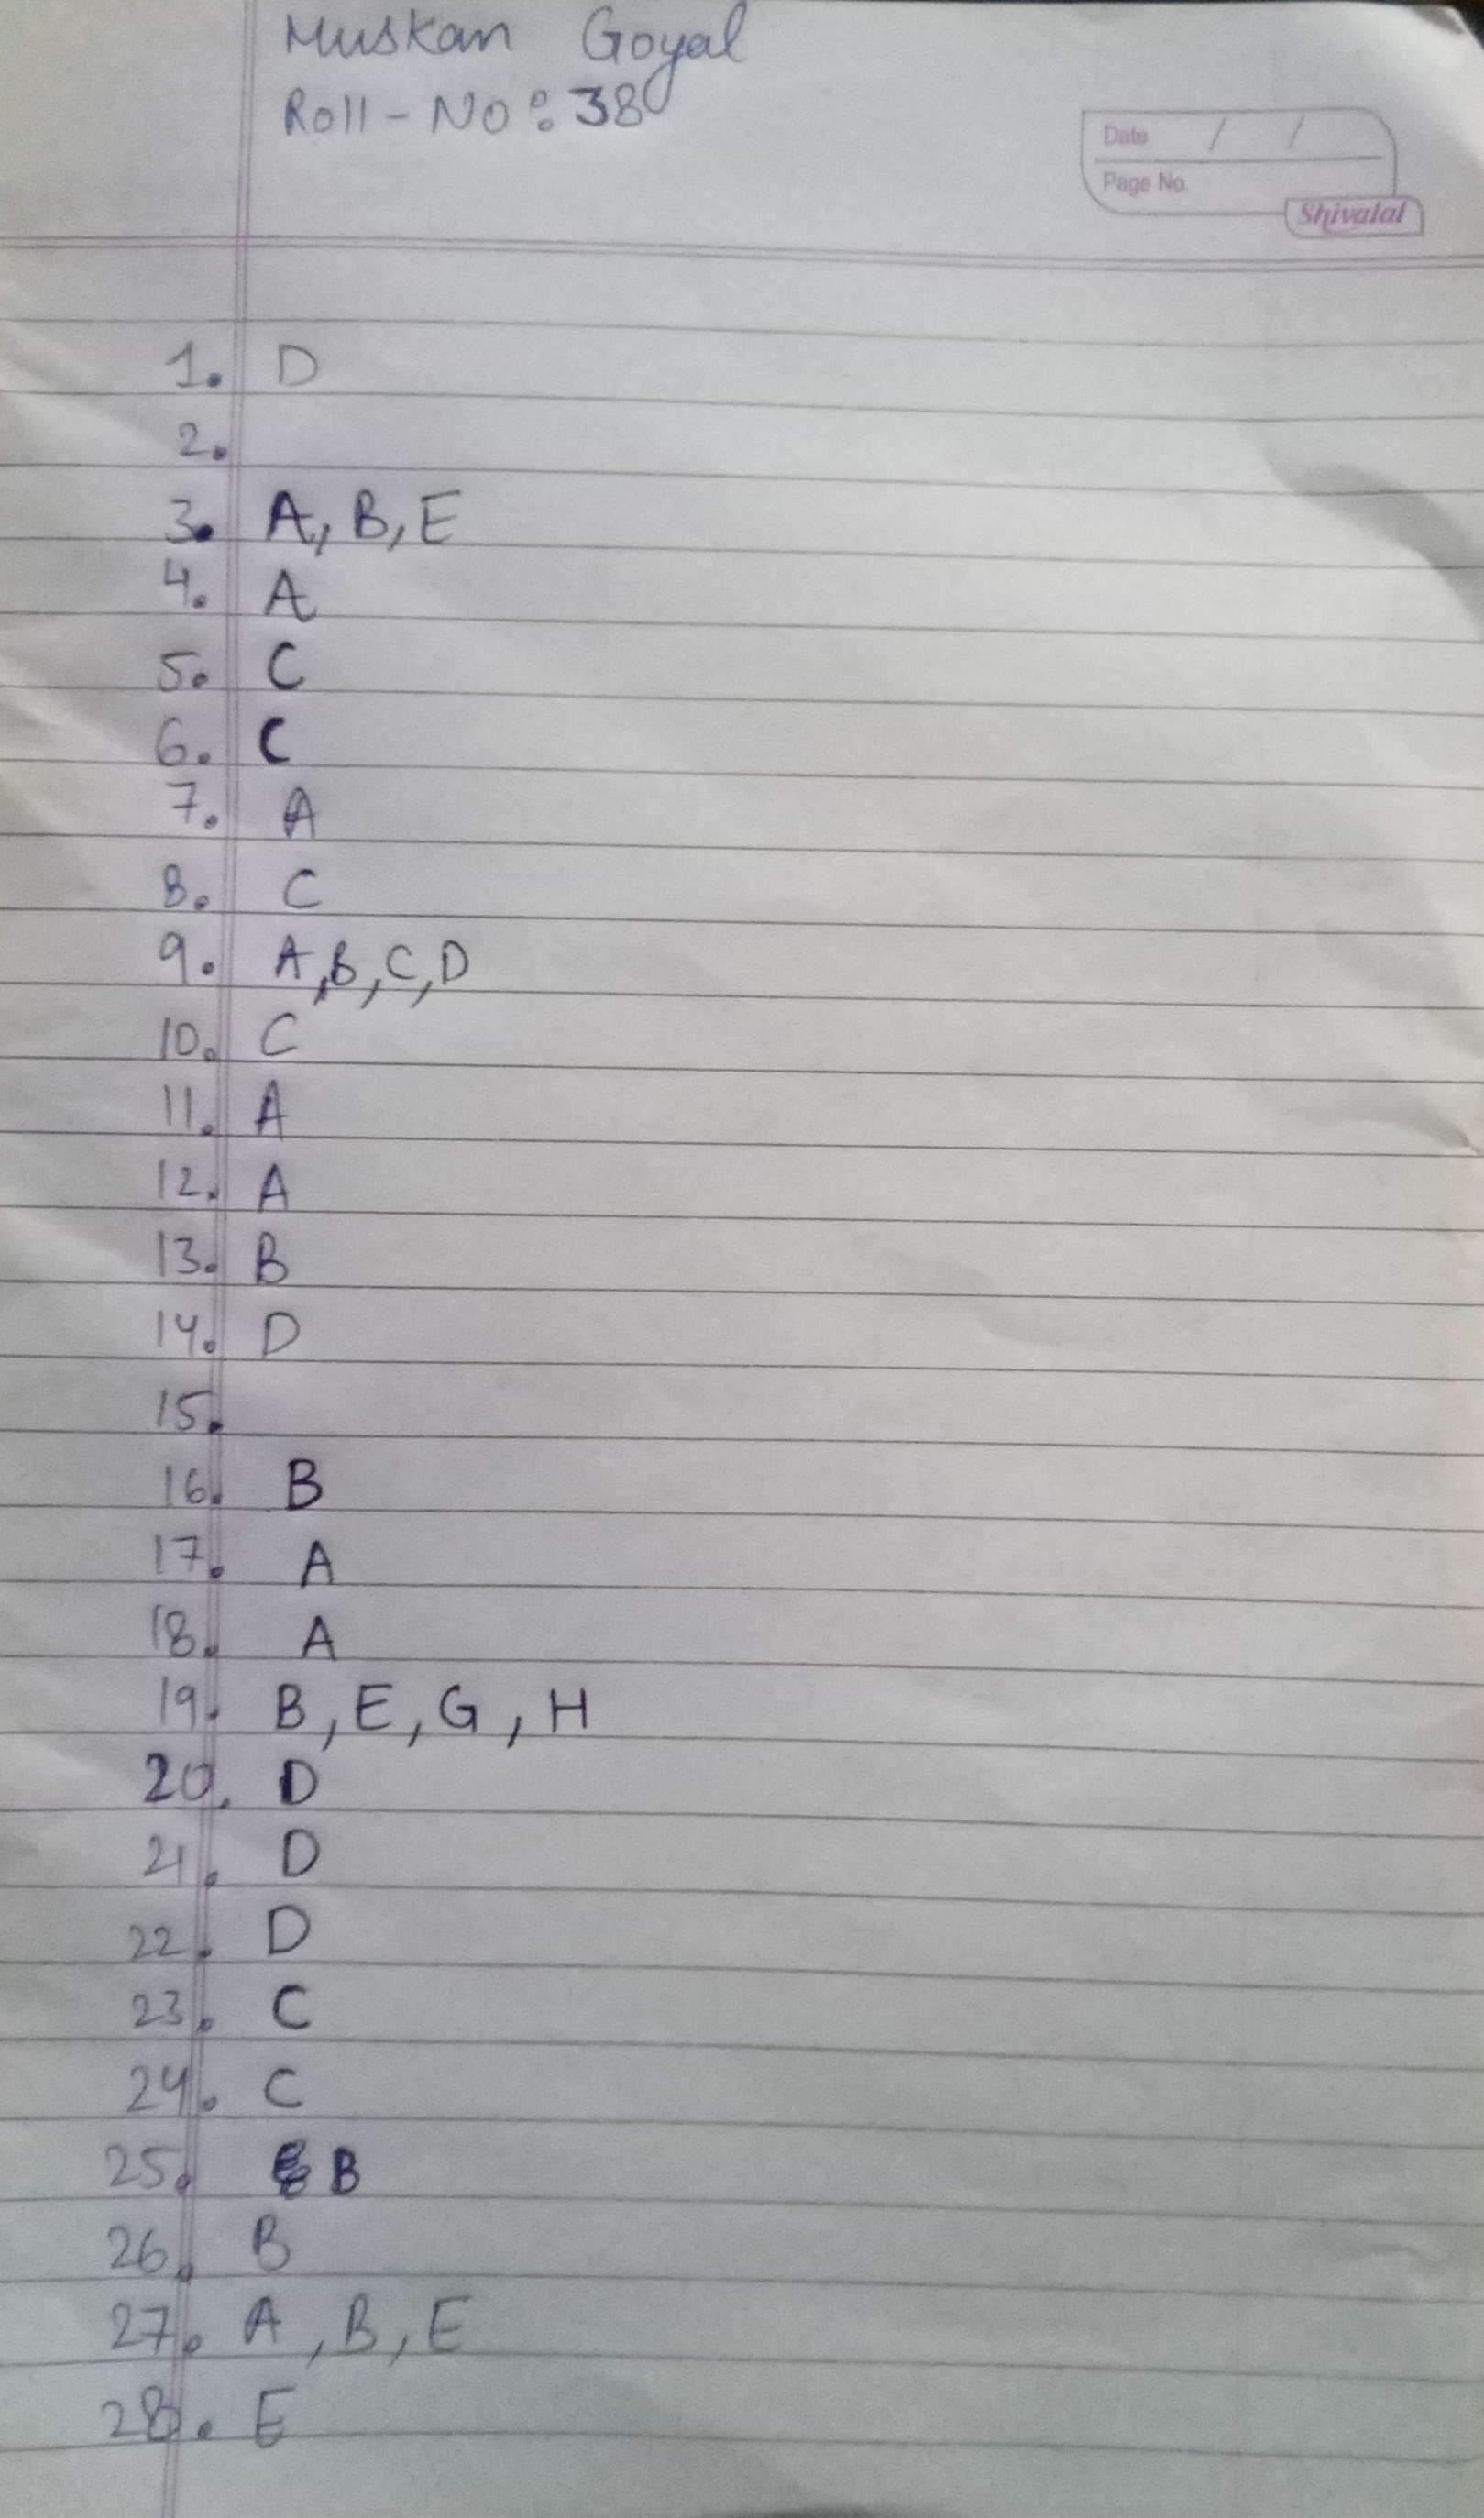 Muskan Goyal
Roll - No : 38
Date / /
Page No.
Shivalal
1. D
2.
3. A, B, E
4. A
5. C
6. C
7. A
8. C
9. A, B, C, D
10. C
11. A
12. A
13. B
14. D
15.
16. B
17. A
18. A
19. B, E, G, H
20. D
21. D
22. D
23. C
24. C
25. B
26. B
27. A, B, E
28. E